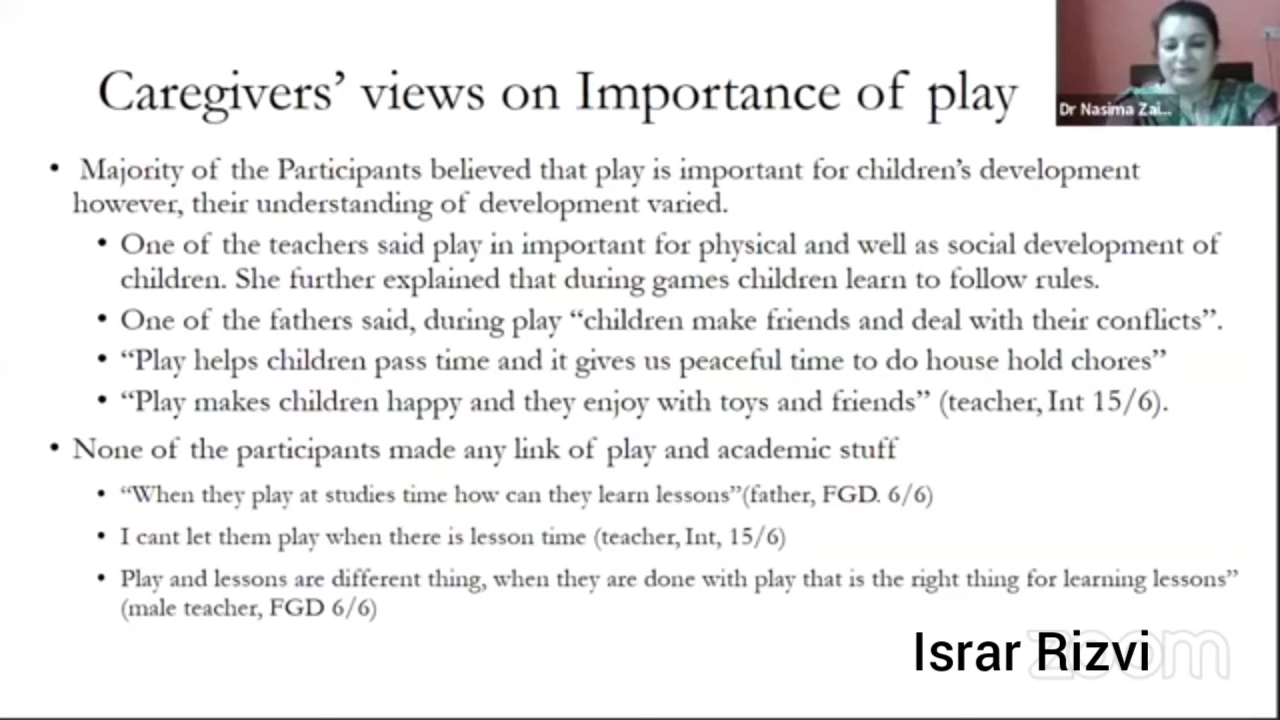 Caregivers’ views on Importance of play
Dr Nasima Zai...
• Majority of the Participants believed that play is important for children’s development
however, their understanding of development varied.
• One of the teachers said play in important for physical and well as social development of
children. She further explained that during games children learn to follow rules.
• One of the fathers said, during play “children make friends and deal with their conflicts”.
• “Play helps children pass time and it gives us peaceful time to do house hold chores”
• “Play makes children happy and they enjoy with toys and friends” (teacher, Int 15/6).
• None of the participants made any link of play and academic stuff
• “When they play at studies time how can they learn lessons”(father, FGD. 6/6)
• I cant let them play when there is lesson time (teacher, Int, 15/6)
• Play and lessons are different thing, when they are done with play that is the right thing for learning lessons”
(male teacher, FGD 6/6)
Israr Rizvi
zoom